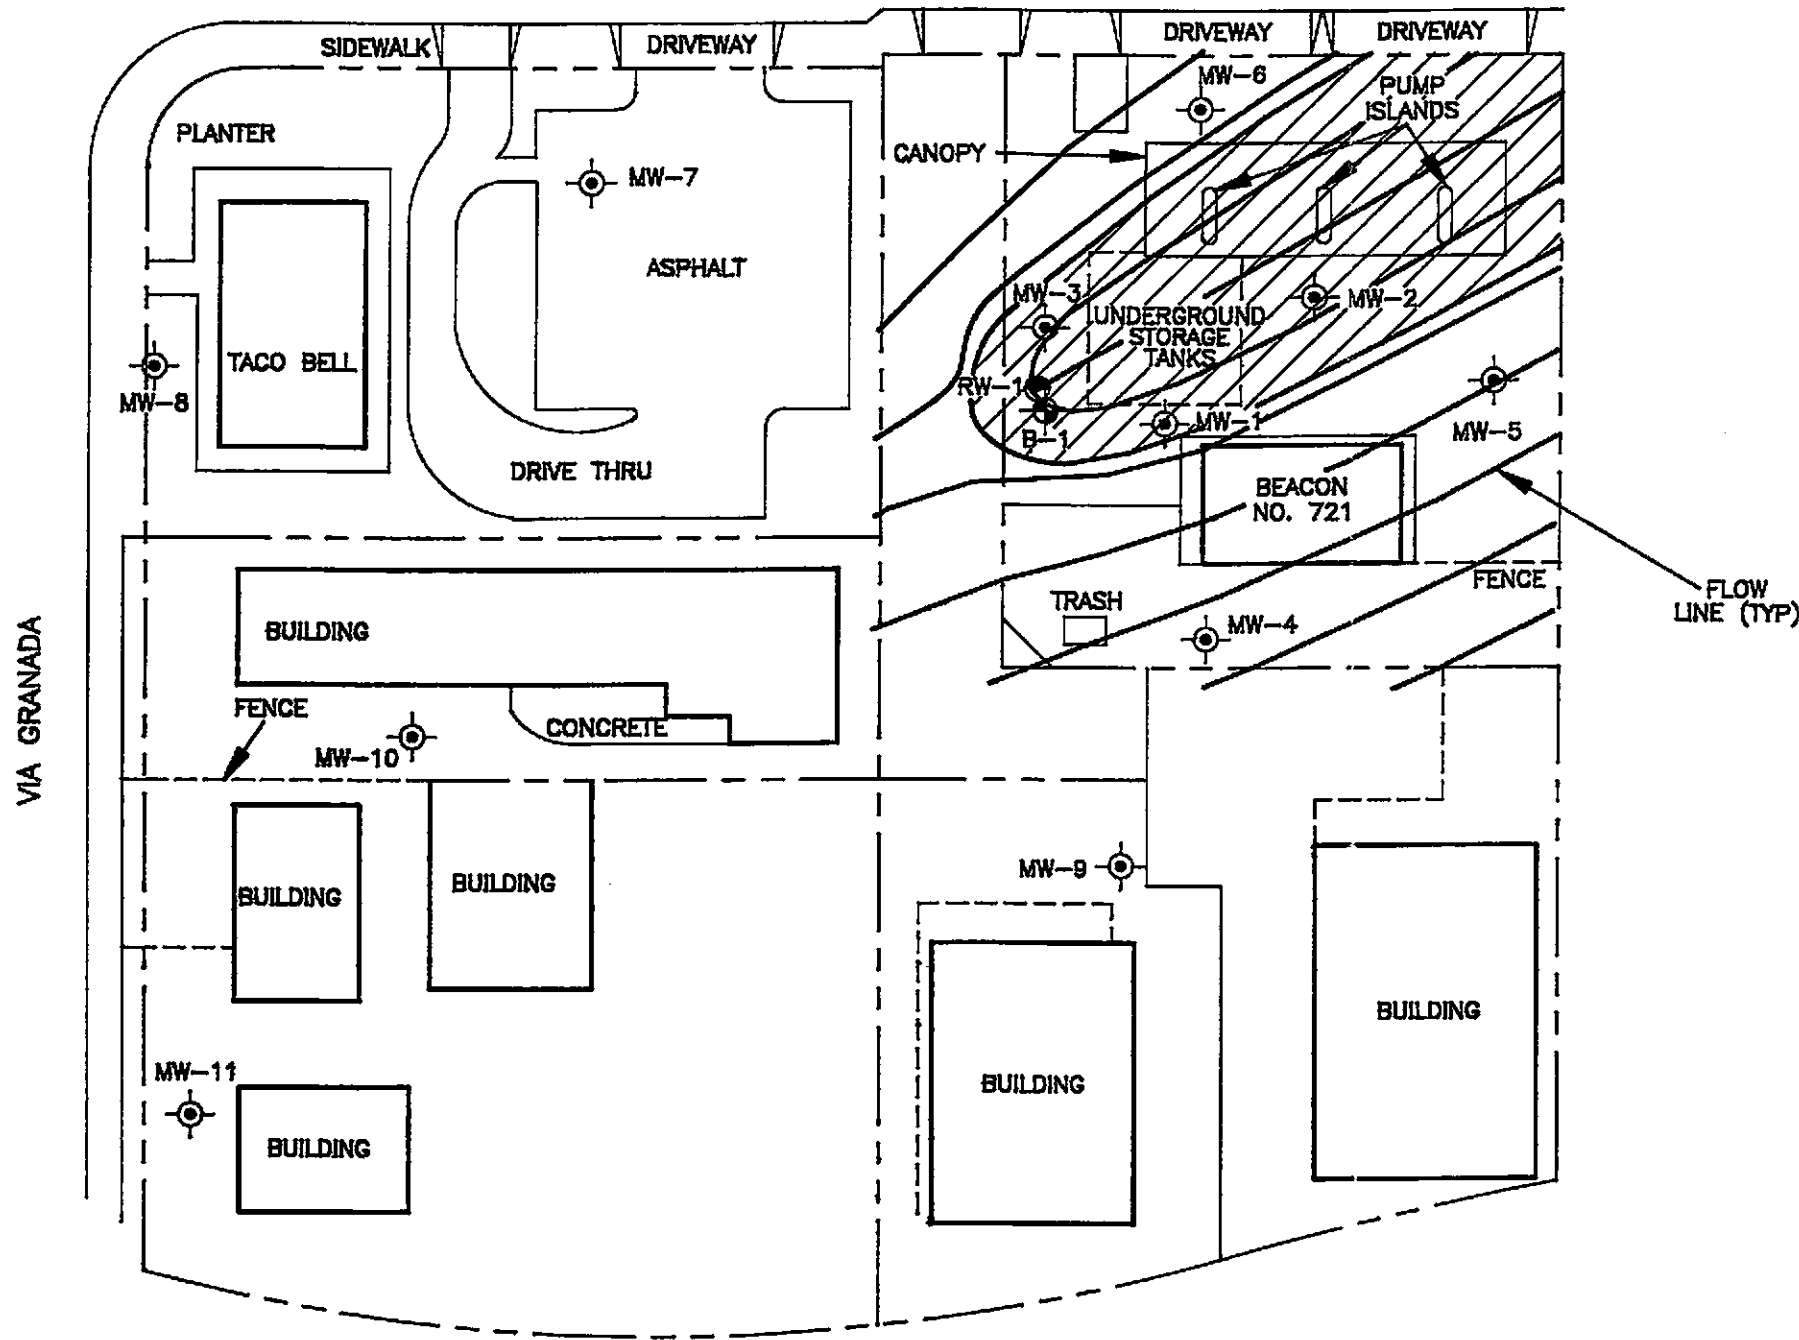 SIDEWALK
DRIVEWAY
DRIVEWAY
DRIVEWAY
MW-6
PUMP
ISLANDS
PLANTER
CANOPY
MW-7
ASPHALT
MW-3
MW-2
UNDERGROUND
STORAGE
TANKS
TACO BELL
MW-8
RW-1
B-1
MW-1
MW-5
DRIVE THRU
BEACON
NO. 721
FENCE
FLOW
LINE (TYP)
TRASH
MW-4
BUILDING
VIA GRANADA
FENCE
CONCRETE
MW-10
BUILDING
BUILDING
MW-9
BUILDING
MW-11
BUILDING
BUILDING